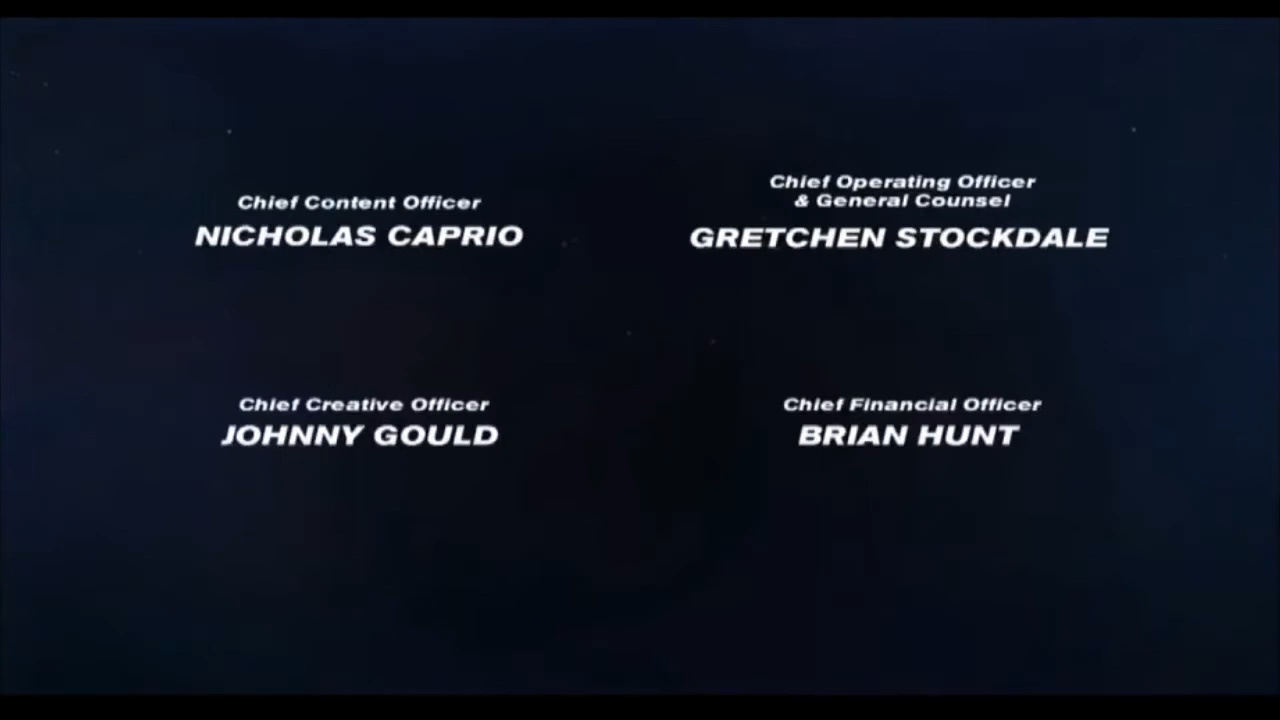 Chief Content Officer
NICHOLAS CAPRIO
Chief Operating Officer
& General Counsel
GRETCHEN STOCKDALE
Chief Creative Officer
JOHNNY GOULD
Chief Financial Officer
BRIAN HUNT